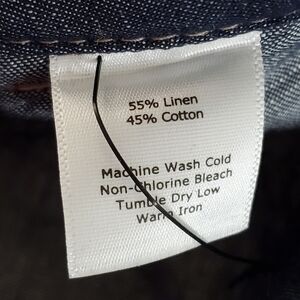 55% Linen
45% Cotton
Machine Wash Cold
Non-Chlorine Bleach
Tumble Dry Low
Warm Iron